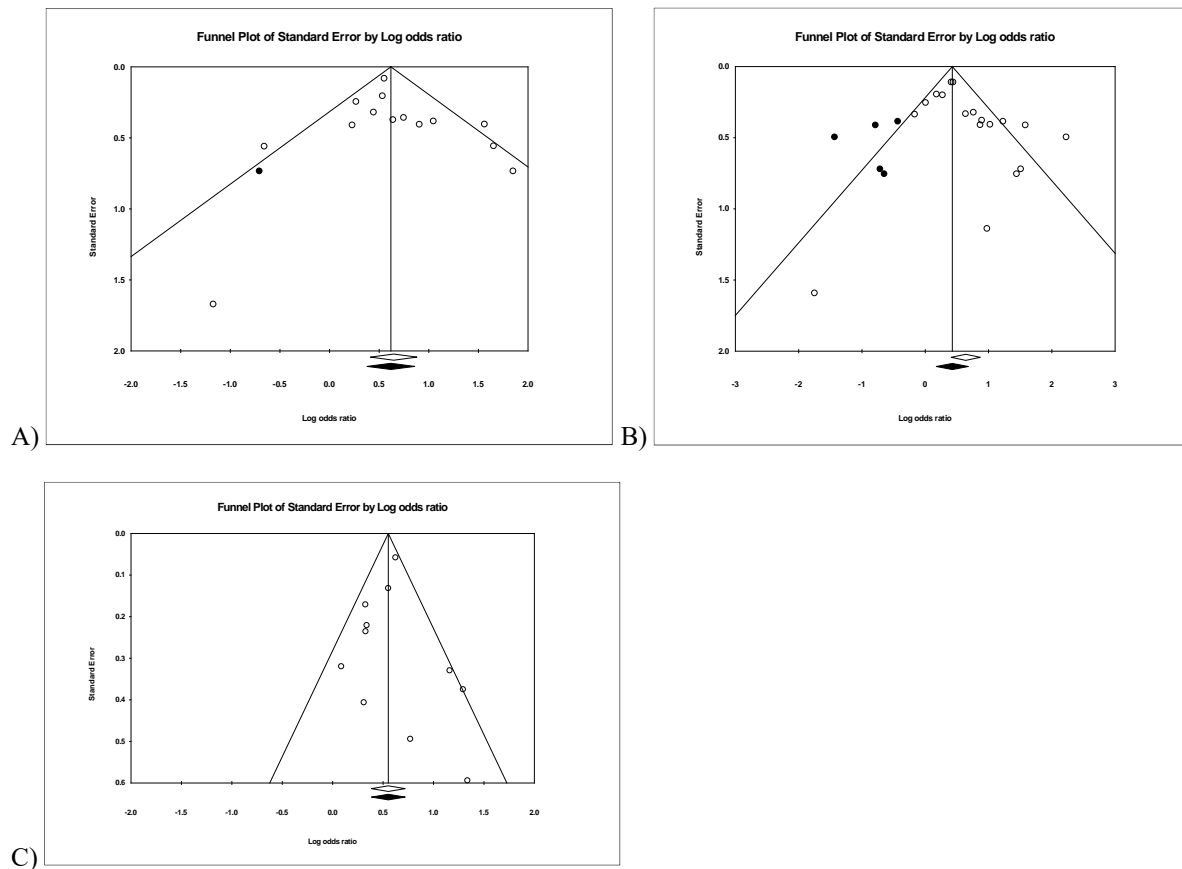 Funnel Plot of Standard Error by Log odds ratio
0.0
0.5
1.0
1.5
2.0
Standard Error
-2.0 -1.5 -1.0 -0.5 0.0 0.5 1.0 1.5 2.0
Log odds ratio
A)
Funnel Plot of Standard Error by Log odds ratio
0.0
0.5
1.0
1.5
2.0
Standard Error
-3 -2 -1 0 1 2 3
Log odds ratio
B)
Funnel Plot of Standard Error by Log odds ratio
0.0
0.1
0.2
0.3
0.4
0.5
0.6
Standard Error
-2.0 -1.5 -1.0 -0.5 0.0 0.5 1.0 1.5 2.0
Log odds ratio
C)